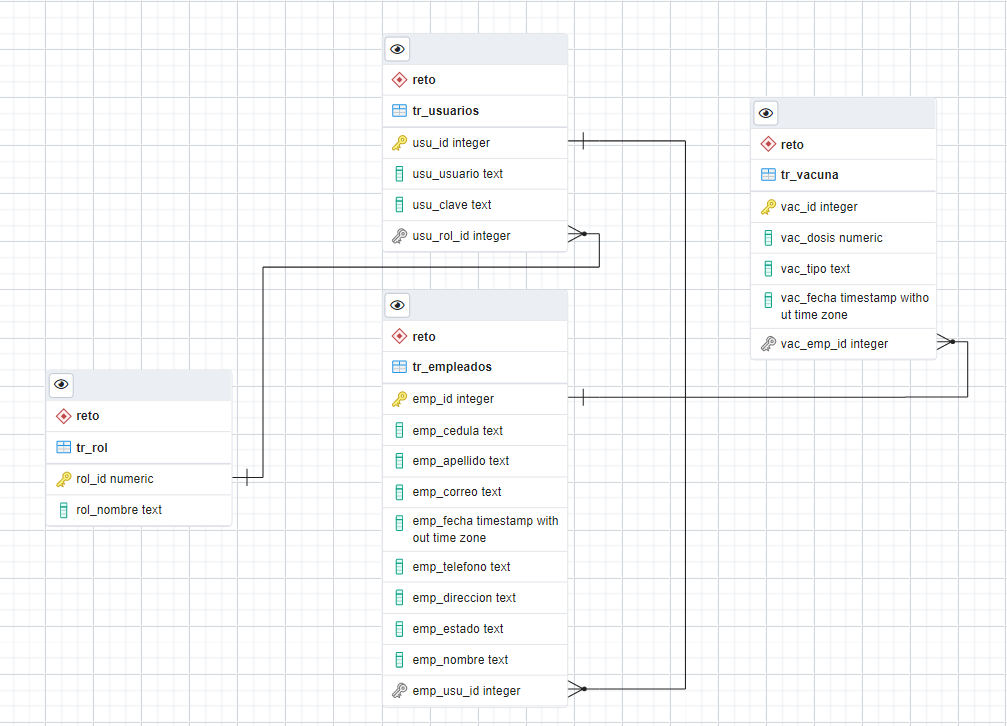 reto
tr_usuarios
usu_id integer
usu_usuario text
usu_clave text
usu_rol_id integer
reto
tr_vacuna
vac_id integer
vac_dosis numeric
vac_tipo text
vac_fecha timestamp witho
ut time zone
vac_emp_id integer
reto
tr_empleados
emp_id integer
emp_cedula text
emp_apellido text
emp_correo text
emp_fecha timestamp with
out time zone
emp_telefono text
emp_direccion text
emp_estado text
emp_nombre text
emp_usu_id integer
reto
tr_rol
rol_id numeric
rol_nombre text